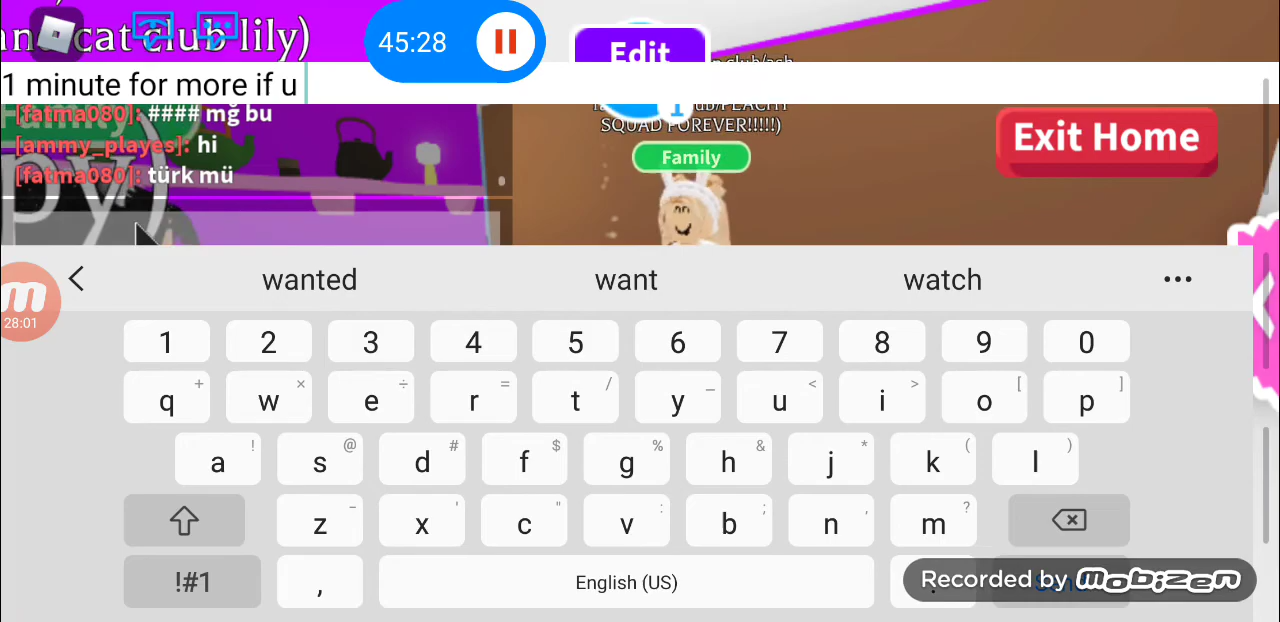 cat club lily)
45:28
Edit
1 minute for more if u
[fatma080]: #### mğ bu
[ammy_playes]: hi
[fatma080]: türk mü
SQUAD FOREVER!!!!!)
Family
Exit Home
28:01
wanted want watch
1 2 3 4 5 6 7 8 9 0
q + w × e ÷ r = t / y _ u < i > o [ p ]
a ! s @ d # f $ g % h & j * k ( l )
z - x ' c " v : b ; n , m ?
!#1 , English (US) .
Recorded by mobizen